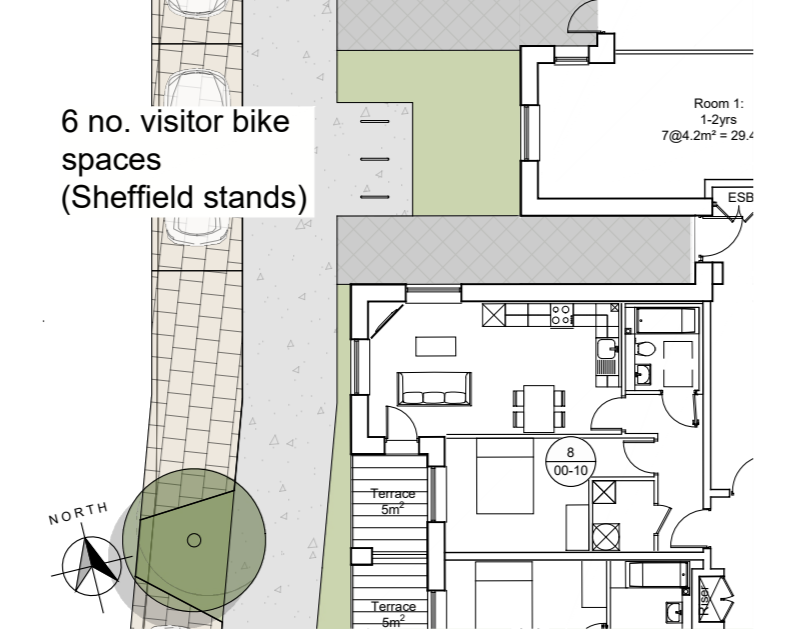 Room 1:
1-2yrs
7@4.2m² = 29.4
6 no. visitor bike
spaces
(Sheffield stands)
ESB
8
00-10
Terrace
5m²
NORTH
Terrace
5m²
Riser